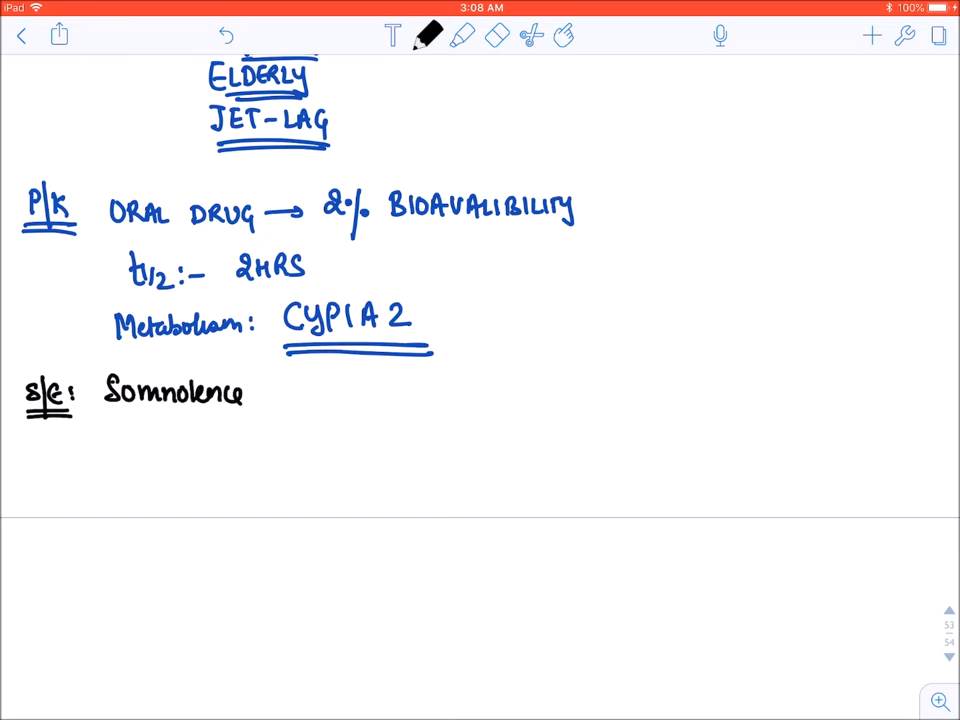 iPad 3:08 AM 100%
T
ELDERLY
JET-LAG
P/K ORAL DRUG → 2% BIOAVALIBILITY
t1/2:- 2HRS
Metabolism: CYP1A2
S/E: Somnolence
53
54